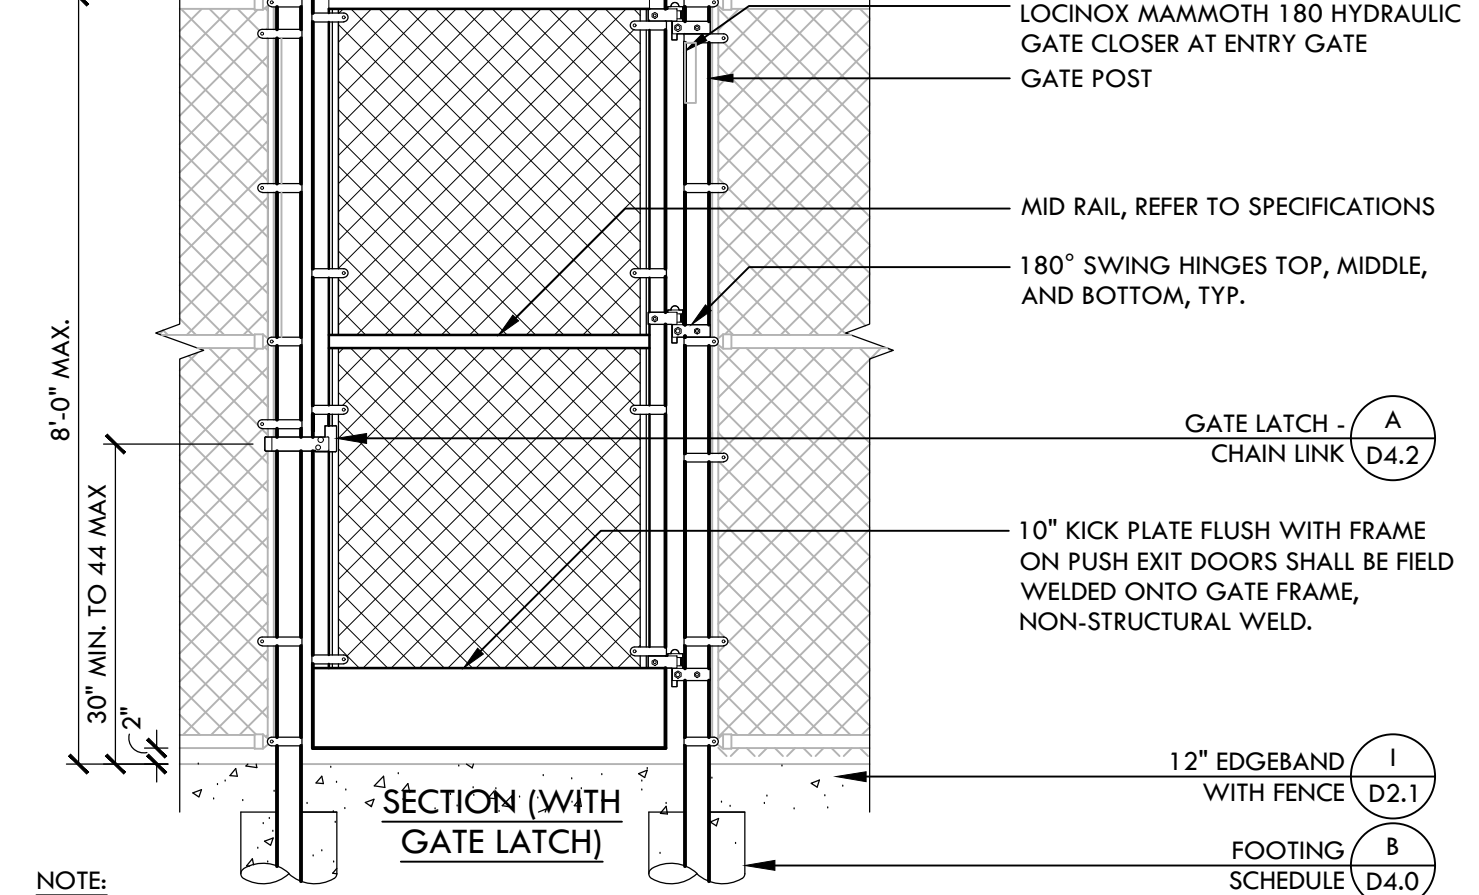 LOCINOX MAMMOTH 180 HYDRAULIC
GATE CLOSER AT ENTRY GATE
GATE POST
MID RAIL, REFER TO SPECIFICATIONS
180° SWING HINGES TOP, MIDDLE,
AND BOTTOM, TYP.
8'-0" MAX.
GATE LATCH -
CHAIN LINK
A
D4.2
30" MIN. TO 44 MAX
10" KICK PLATE FLUSH WITH FRAME
ON PUSH EXIT DOORS SHALL BE FIELD
WELDED ONTO GATE FRAME,
NON-STRUCTURAL WELD.
2"
12" EDGEBAND
WITH FENCE
I
D2.1
SECTION (WITH
GATE LATCH)
FOOTING
SCHEDULE
B
D4.0
NOTE: